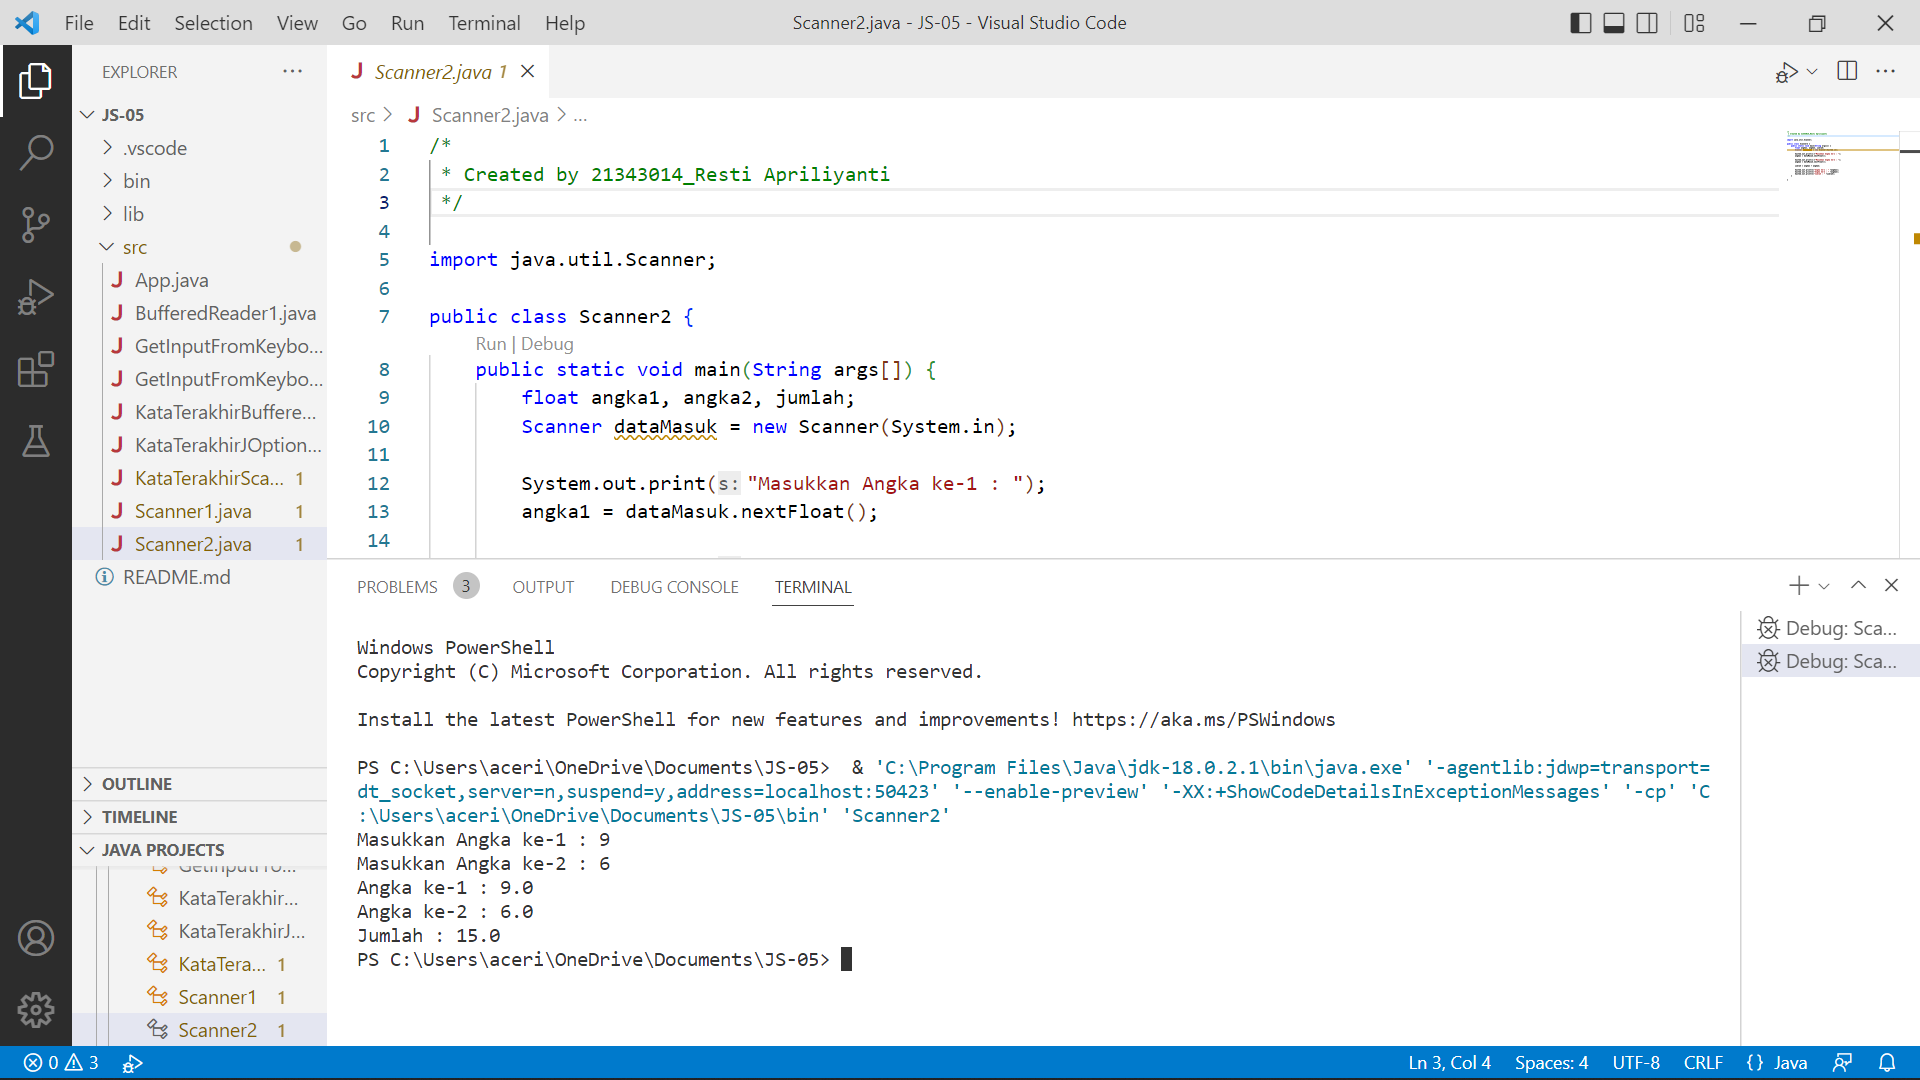 File Edit Selection View Go Run Terminal Help
Scanner2.java - JS-05 - Visual Studio Code
EXPLORER
JS-05
.vscode
bin
lib
src
App.java
BufferedReader1.java
GetInputFromKeybo...
GetInputFromKeybo...
KataTerakhirBuffere...
KataTerakhirJOption...
KataTerakhirSca... 1
Scanner1.java 1
Scanner2.java 1
README.md
OUTLINE
TIMELINE
JAVA PROJECTS
GetInputFro...
KataTerakhir...
KataTerakhirJ...
KataTera... 1
Scanner1 1
Scanner2 1
Scanner2.java 1
src > Scanner2.java > ...
1 /*
2 * Created by 21343014_Resti Apriliyanti
3 */
4
5 import java.util.Scanner;
6
7 public class Scanner2 {
Run | Debug
8 public static void main(String args[]) {
9 float angka1, angka2, jumlah;
10 Scanner dataMasuk = new Scanner(System.in);
11
12 System.out.print(s: "Masukkan Angka ke-1 : ");
13 angka1 = dataMasuk.nextFloat();
14
PROBLEMS 3 OUTPUT DEBUG CONSOLE TERMINAL
Windows PowerShell
Copyright (C) Microsoft Corporation. All rights reserved.
Install the latest PowerShell for new features and improvements! https://aka.ms/PSWindows
PS C:\Users\aceri\OneDrive\Documents\JS-05> & 'C:\Program Files\Java\jdk-18.0.2.1\bin\java.exe' '-agentlib:jdwp=transport=
dt_socket,server=n,suspend=y,address=localhost:50423' '--enable-preview' '-XX:+ShowCodeDetailsInExceptionMessages' '-cp' 'C
:\Users\aceri\OneDrive\Documents\JS-05\bin' 'Scanner2'
Masukkan Angka ke-1 : 9
Masukkan Angka ke-2 : 6
Angka ke-1 : 9.0
Angka ke-2 : 6.0
Jumlah : 15.0
PS C:\Users\aceri\OneDrive\Documents\JS-05>
Debug: Sca...
Debug: Sca...
0 3
Ln 3, Col 4 Spaces: 4 UTF-8 CRLF {} Java